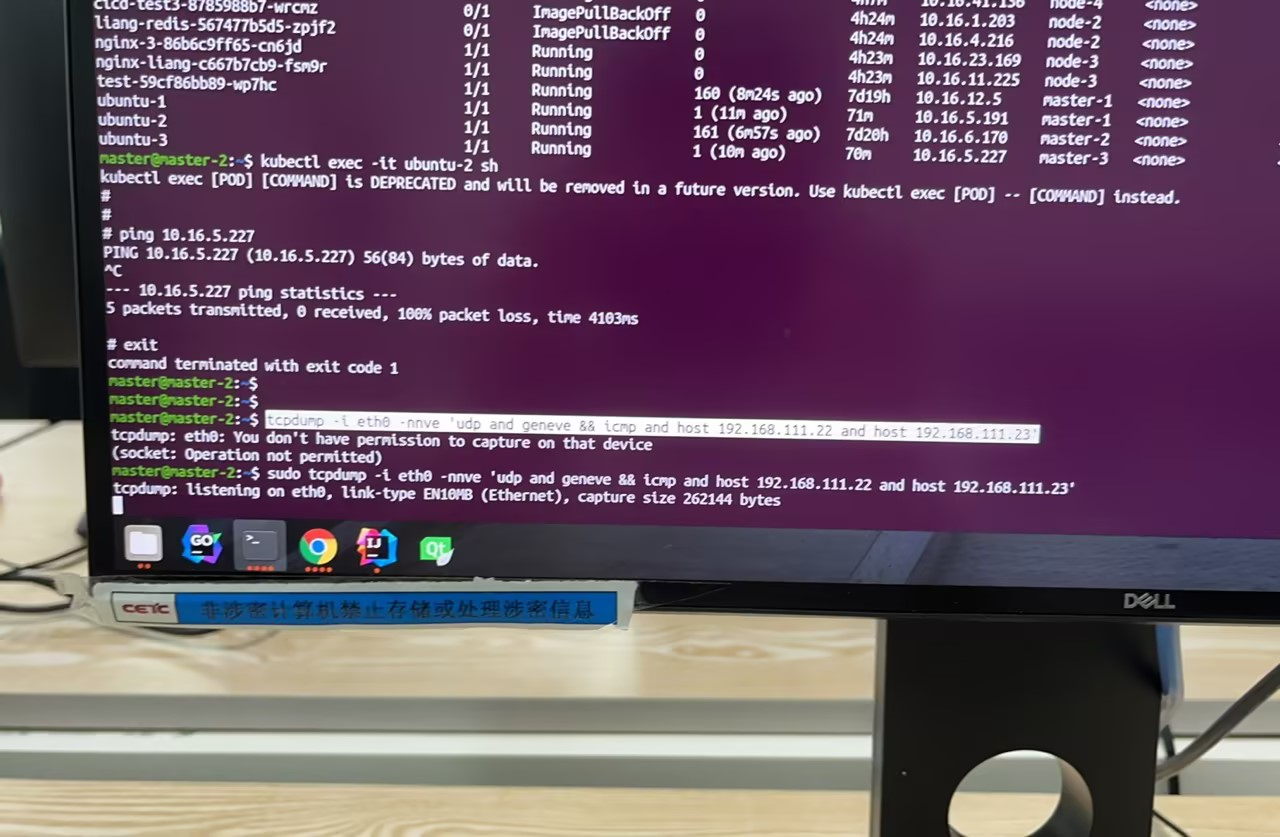 cicd-test3-8785988b7-wrcmz 0/1 ImagePullBackOff 0 4h7m 10.16.41.136 node-4 <none>
liang-redis-567477b5d5-zpjf2 0/1 ImagePullBackOff 0 4h24m 10.16.1.203 node-2 <none>
nginx-3-86b6c9ff65-cn6jd 1/1 Running 0 4h24m 10.16.4.216 node-2 <none>
nginx-liang-c667b7cb9-fsm9r 1/1 Running 0 4h23m 10.16.23.169 node-3 <none>
test-59cf86bb89-wp7hc 1/1 Running 0 4h23m 10.16.11.225 node-3 <none>
ubuntu-1 1/1 Running 160 (8m24s ago) 7d19h 10.16.12.5 master-1 <none>
ubuntu-2 1/1 Running 1 (11m ago) 71m 10.16.5.191 master-1 <none>
ubuntu-3 1/1 Running 161 (6m57s ago) 7d20h 10.16.6.170 master-2 <none>
1/1 Running 1 (10m ago) 70m 10.16.5.227 master-3 <none>
master@master-2:~$ kubectl exec -it ubuntu-2 sh
kubectl exec [POD] [COMMAND] is DEPRECATED and will be removed in a future version. Use kubectl exec [POD] -- [COMMAND] instead.
#
#
# ping 10.16.5.227
PING 10.16.5.227 (10.16.5.227) 56(84) bytes of data.
^C
--- 10.16.5.227 ping statistics ---
5 packets transmitted, 0 received, 100% packet loss, time 4103ms
# exit
command terminated with exit code 1
master@master-2:~$
master@master-2:~$
master@master-2:~$ tcpdump -i eth0 -nnve 'udp and geneve && icmp and host 192.168.111.22 and host 192.168.111.23'
tcpdump: eth0: You don't have permission to capture on that device
(socket: Operation not permitted)
master@master-2:~$ sudo tcpdump -i eth0 -nnve 'udp and geneve && icmp and host 192.168.111.22 and host 192.168.111.23'
tcpdump: listening on eth0, link-type EN10MB (Ethernet), capture size 262144 bytes
GO
>_
IJ
Qt
CETC 非涉密计算机禁止存储或处理涉密信息
DELL